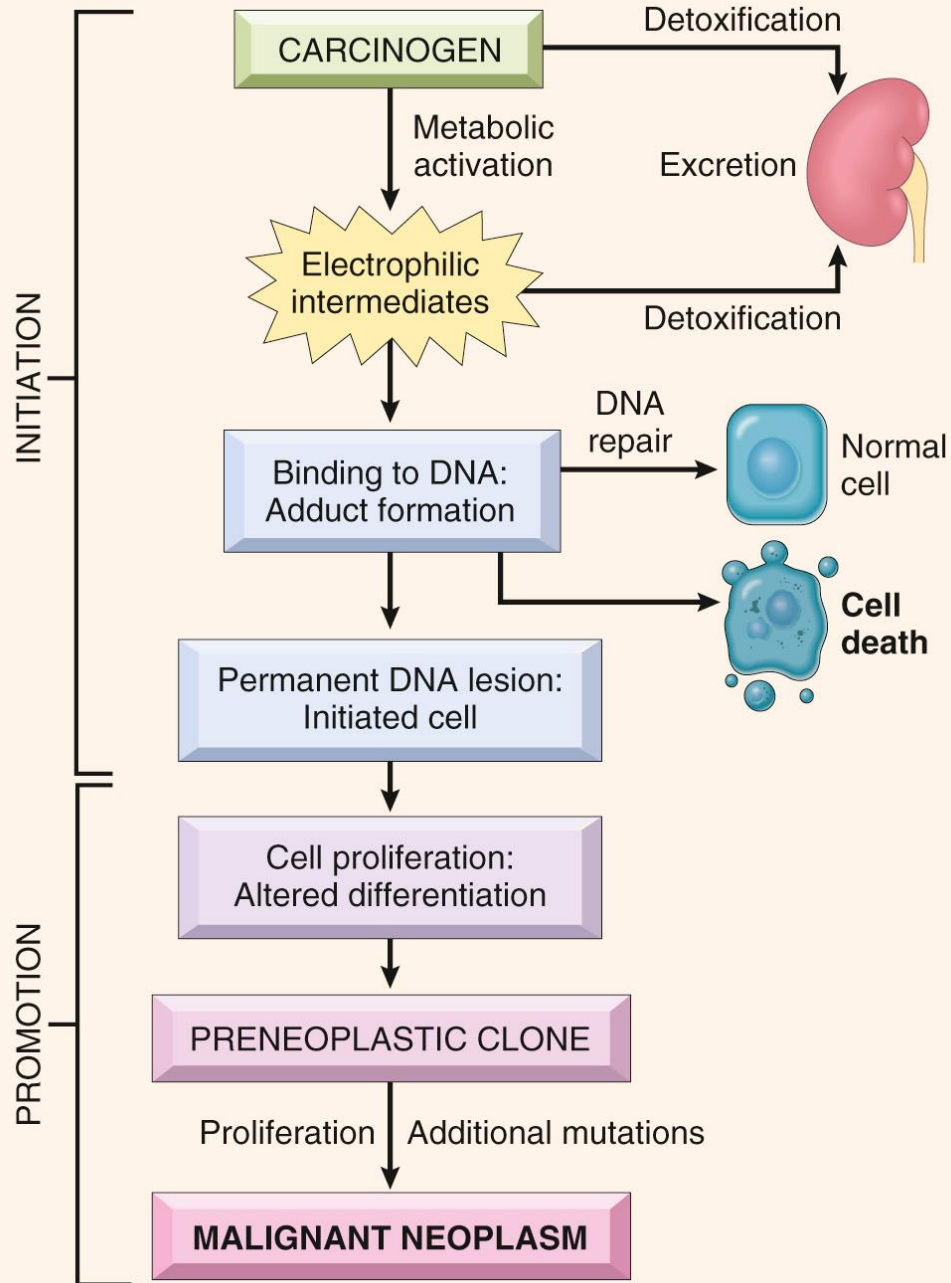 Detoxification
CARCINOGEN
Metabolic
activation
Excretion
Electrophilic
intermediates
Detoxification
INITIATION
DNA
repair
Normal
cell
Binding to DNA:
Adduct formation
Cell
death
Permanent DNA lesion:
Initiated cell
Cell proliferation:
Altered differentiation
PROMOTION
PRENEOPLASTIC CLONE
Proliferation
Additional mutations
MALIGNANT NEOPLASM